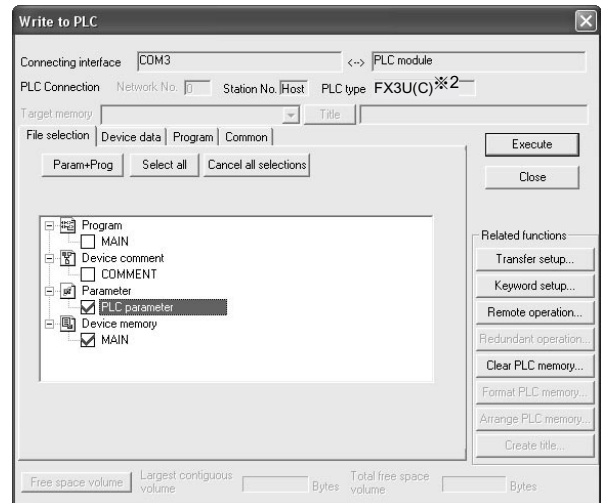 Write to PLC
Connecting interface COM3 <--> PLC module
PLC Connection Network No. 0 Station No. Host PLC type FX3U(C)※2
Target memory Title
File selection Device data Program Common
Execute
Param+Prog Select all Cancel all selections
Close
Program
MAIN
Device comment
COMMENT
Parameter
PLC parameter
Device memory
MAIN
Related functions
Transfer setup...
Keyword setup...
Remote operation...
Redundant operation...
Clear PLC memory...
Format PLC memory...
Arrange PLC memory...
Create title...
Free space volume Largest contiguous volume Bytes Total free space volume Bytes